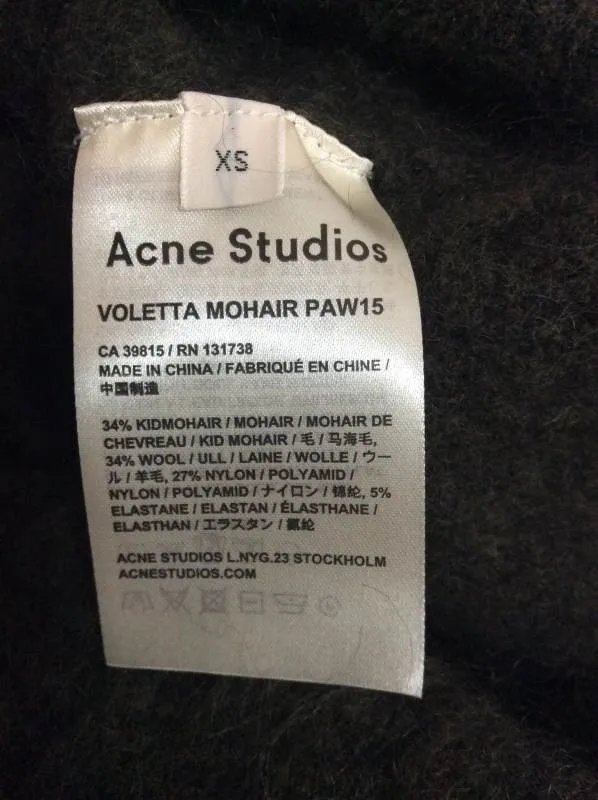 XS
Acne Studios
VOLETTA MOHAIR PAW15
CA 39815 / RN 131738
MADE IN CHINA / FABRIQUÉ EN CHINE /
中国制造
34% KIDMOHAIR / MOHAIR / MOHAIR DE
CHEVREAU / KID MOHAIR / 毛 / 马海毛,
34% WOOL / ULL / LAINE / WOLLE / ウー
ル / 羊毛, 27% NYLON / POLYAMID /
NYLON / POLYAMID / ナイロン / 锦纶, 5%
ELASTANE / ELASTAN / ÉLASTHANE /
ELASTHAN / エラスタン / 氨纶
ACNE STUDIOS L.NYG.23 STOCKHOLM
ACNESTUDIOS.COM